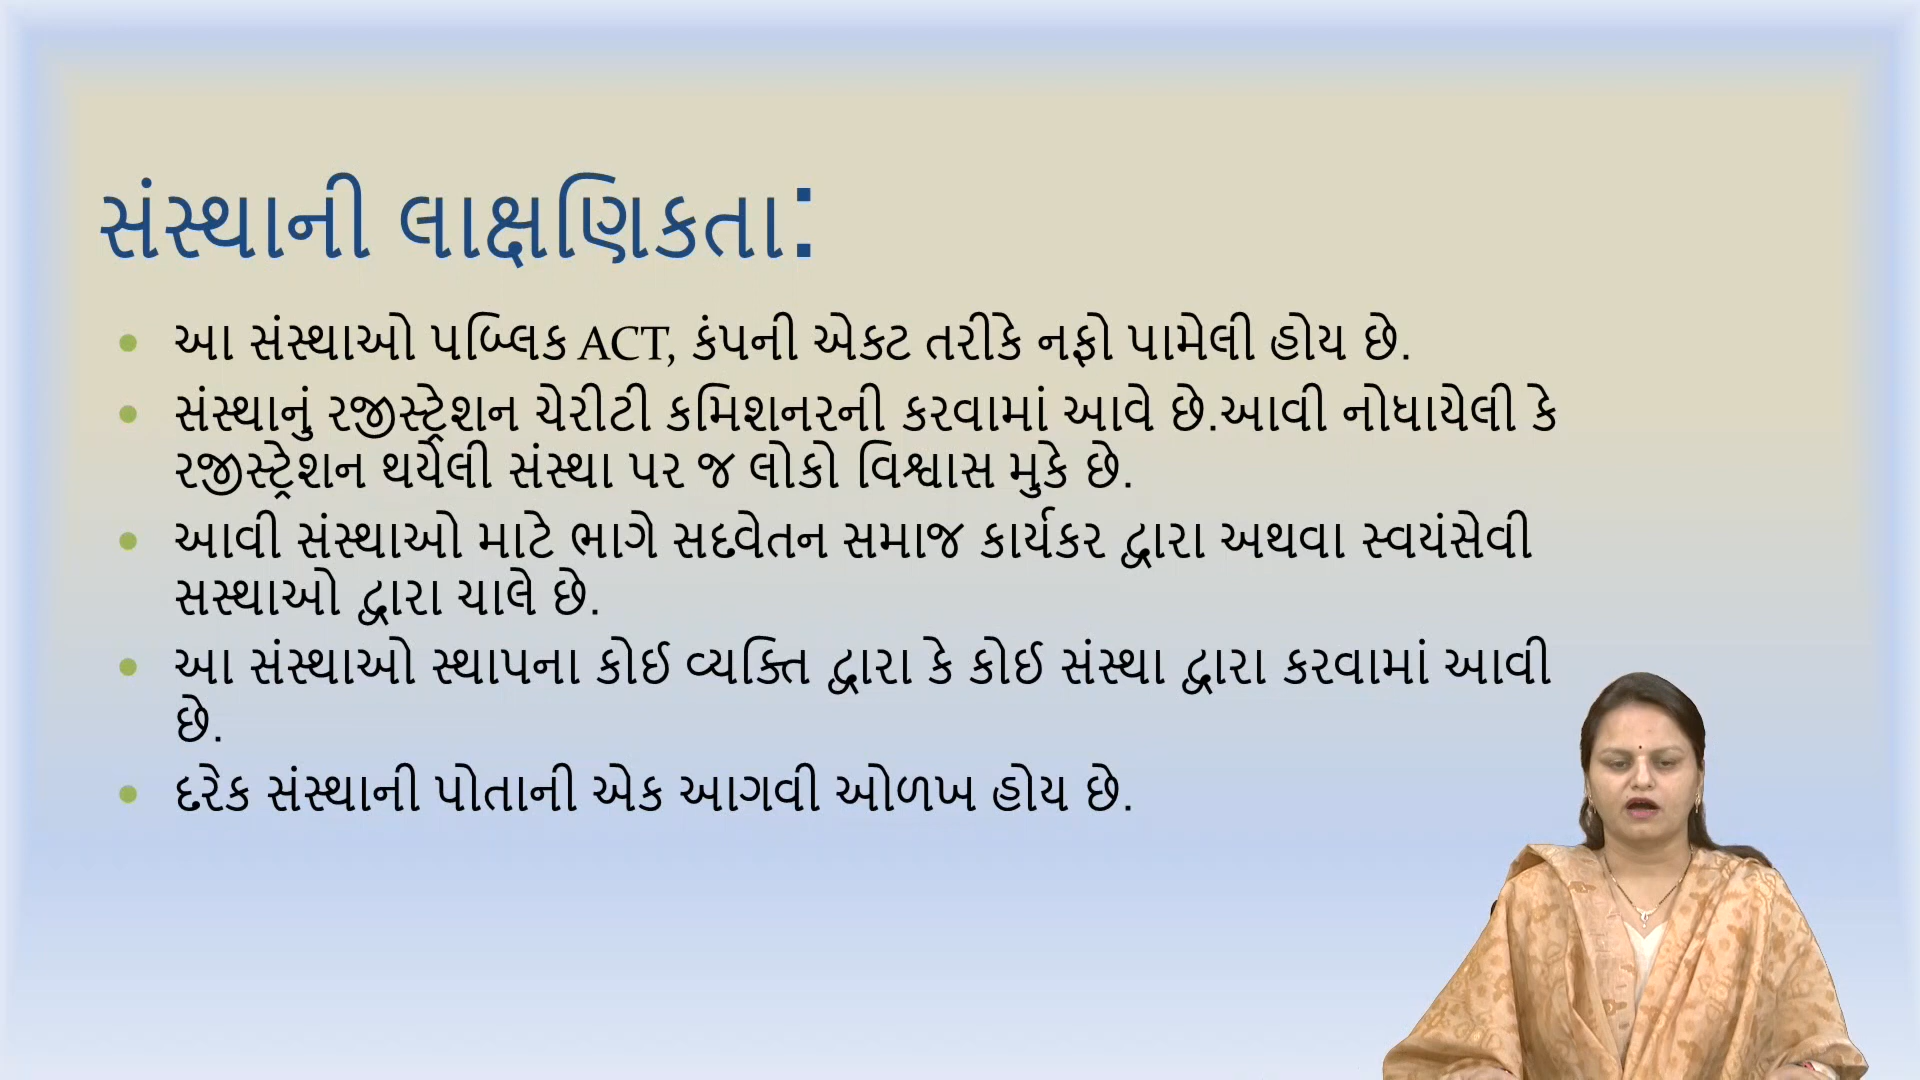 સંસ્થાની લાક્ષણિકતા:
આ સંસ્થાઓ પબ્લિક ACT, કંપની એકટ તરીકે નફો પામેલી હોય છે.
સંસ્થાનું રજીસ્ટ્રેશન ચેરીટી કમિશનરની કરવામાં આવે છે.આવી નોધાયેલી કે
રજીસ્ટ્રેશન થયેલી સંસ્થા પર જ લોકો વિશ્વાસ મુકે છે.
આવી સંસ્થાઓ માટે ભાગે સદવેતન સમાજ કાર્યકર દ્વારા અથવા સ્વયંસેવી
સસ્થાઓ દ્વારા ચાલે છે.
આ સંસ્થાઓ સ્થાપના કોઈ વ્યક્તિ દ્વારા કે કોઈ સંસ્થા દ્વારા કરવામાં આવી
છે.
દરેક સંસ્થાની પોતાની એક આગવી ઓળખ હોય છે.